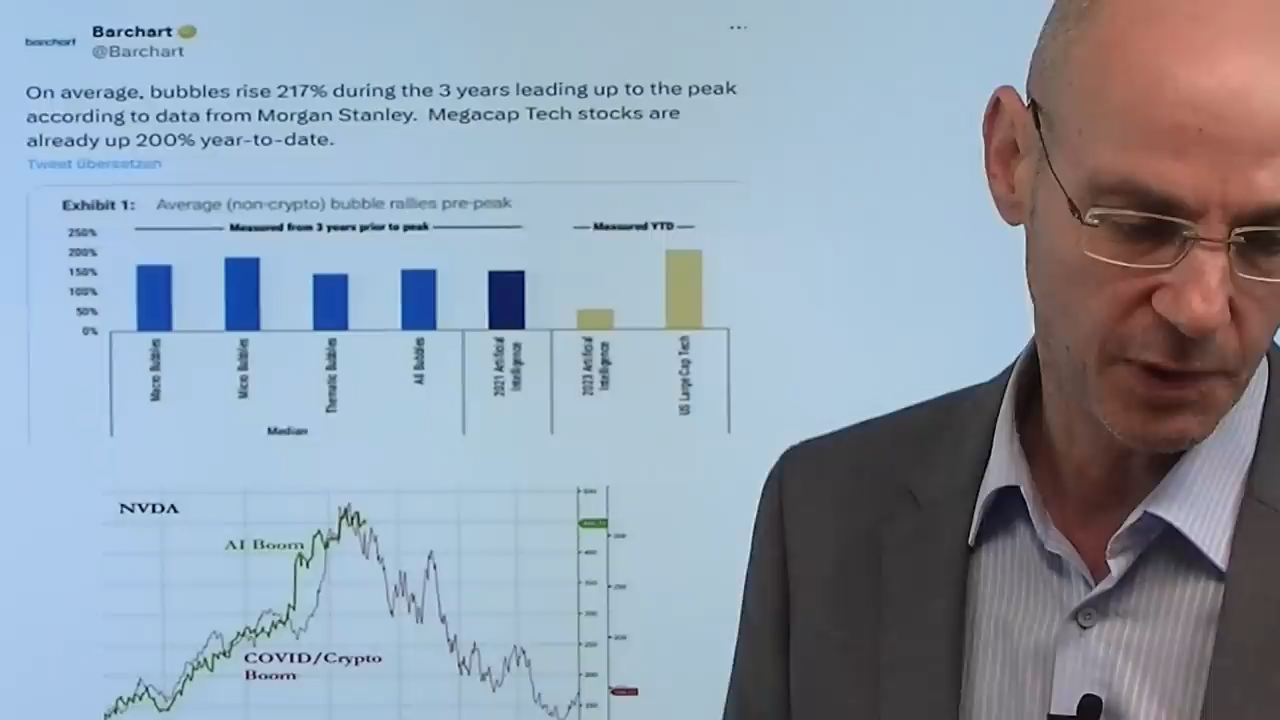 Barchart
barchart
@Barchart
On average, bubbles rise 217% during the 3 years leading up to the peak
according to data from Morgan Stanley. Megacap Tech stocks are
already up 200% year-to-date.
Tweet übersetzen
Exhibit 1: Average (non-crypto) bubble rallies pre-peak
Measured from 3 years prior to peak
Measured YTD
250%
200%
150%
100%
50%
0%
Macro Bubbles
Micro Bubbles
Thematic Bubbles
All Bubbles
2021 Artificial
Intelligence
2023 Artificial
Intelligence
US Large Cap Tech
Median
NVDA
AI Boom
COVID/Crypto
Boom